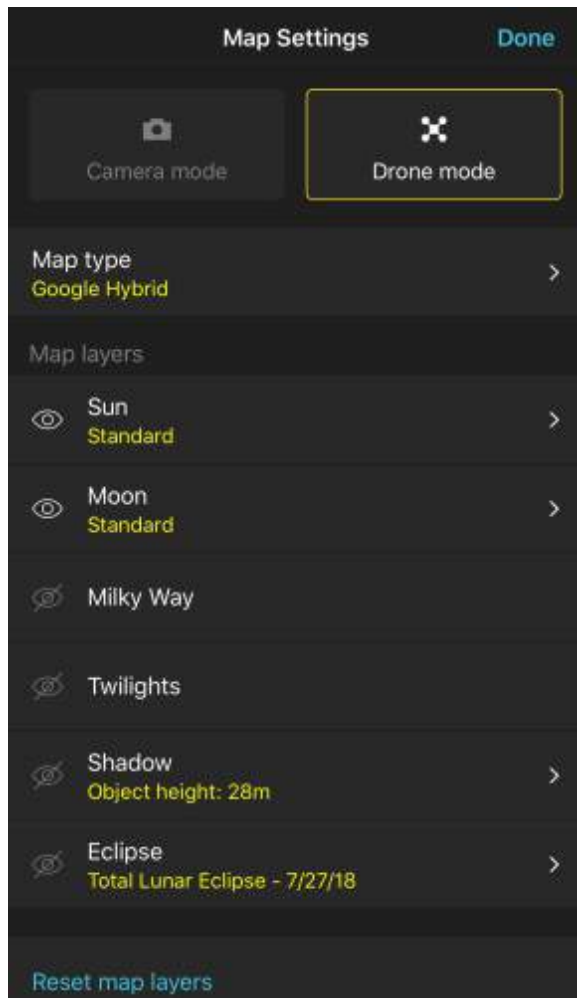 Map Settings
Done
Camera mode
Drone mode
Map type
Google Hybrid
Map layers
Sun
Standard
Moon
Standard
Milky Way
Twilights
Shadow
Object height: 28m
Eclipse
Total Lunar Eclipse - 7/27/18
Reset map layers